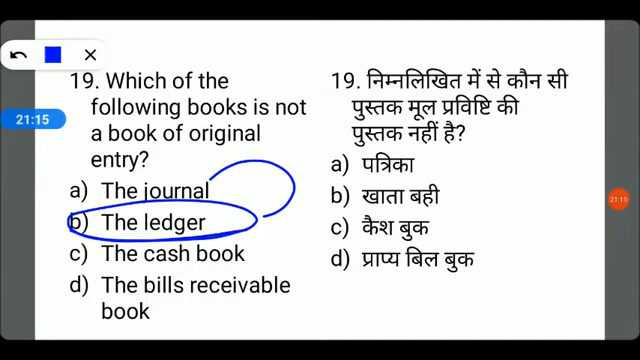 19. Which of the
following books is not
a book of original
entry?
a) The journal
b) The ledger
c) The cash book
d) The bills receivable
book
19. निम्नलिखित में से कौन सी
पुस्तक मूल प्रविष्टि की
पुस्तक नहीं है?
a) पत्रिका
b) खाता बही
c) कैश बुक
d) प्राप्य बिल बुक
21:15
21:15